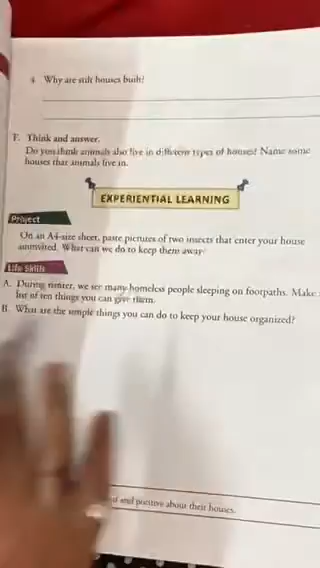 4. Why are stilt houses built?
F. Think and answer.
Do you think animals also live in different types of houses? Name some
houses that animals live in.
EXPERIENTIAL LEARNING
Project
On an A4-size sheet, paste pictures of two insects that enter your house
uninvited. What can we do to keep them away?
Life Skills
A. During winter, we see many homeless people sleeping on footpaths. Make
list of ten things you can give them.
B. What are the simple things you can do to keep your house organized?
and positive about their houses.